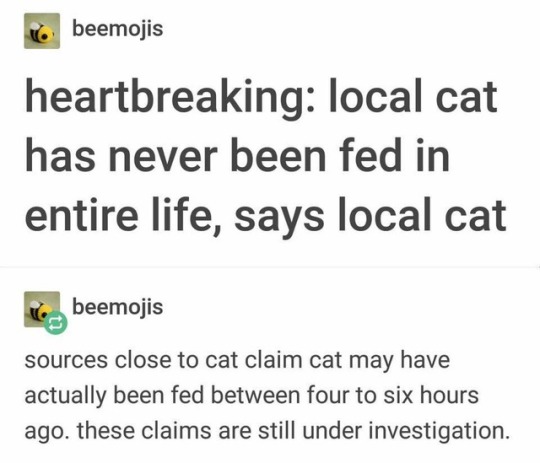 beemojis
heartbreaking: local cat
has never been fed in
entire life, says local cat
beemojis
sources close to cat claim cat may have
actually been fed between four to six hours
ago. these claims are still under investigation.